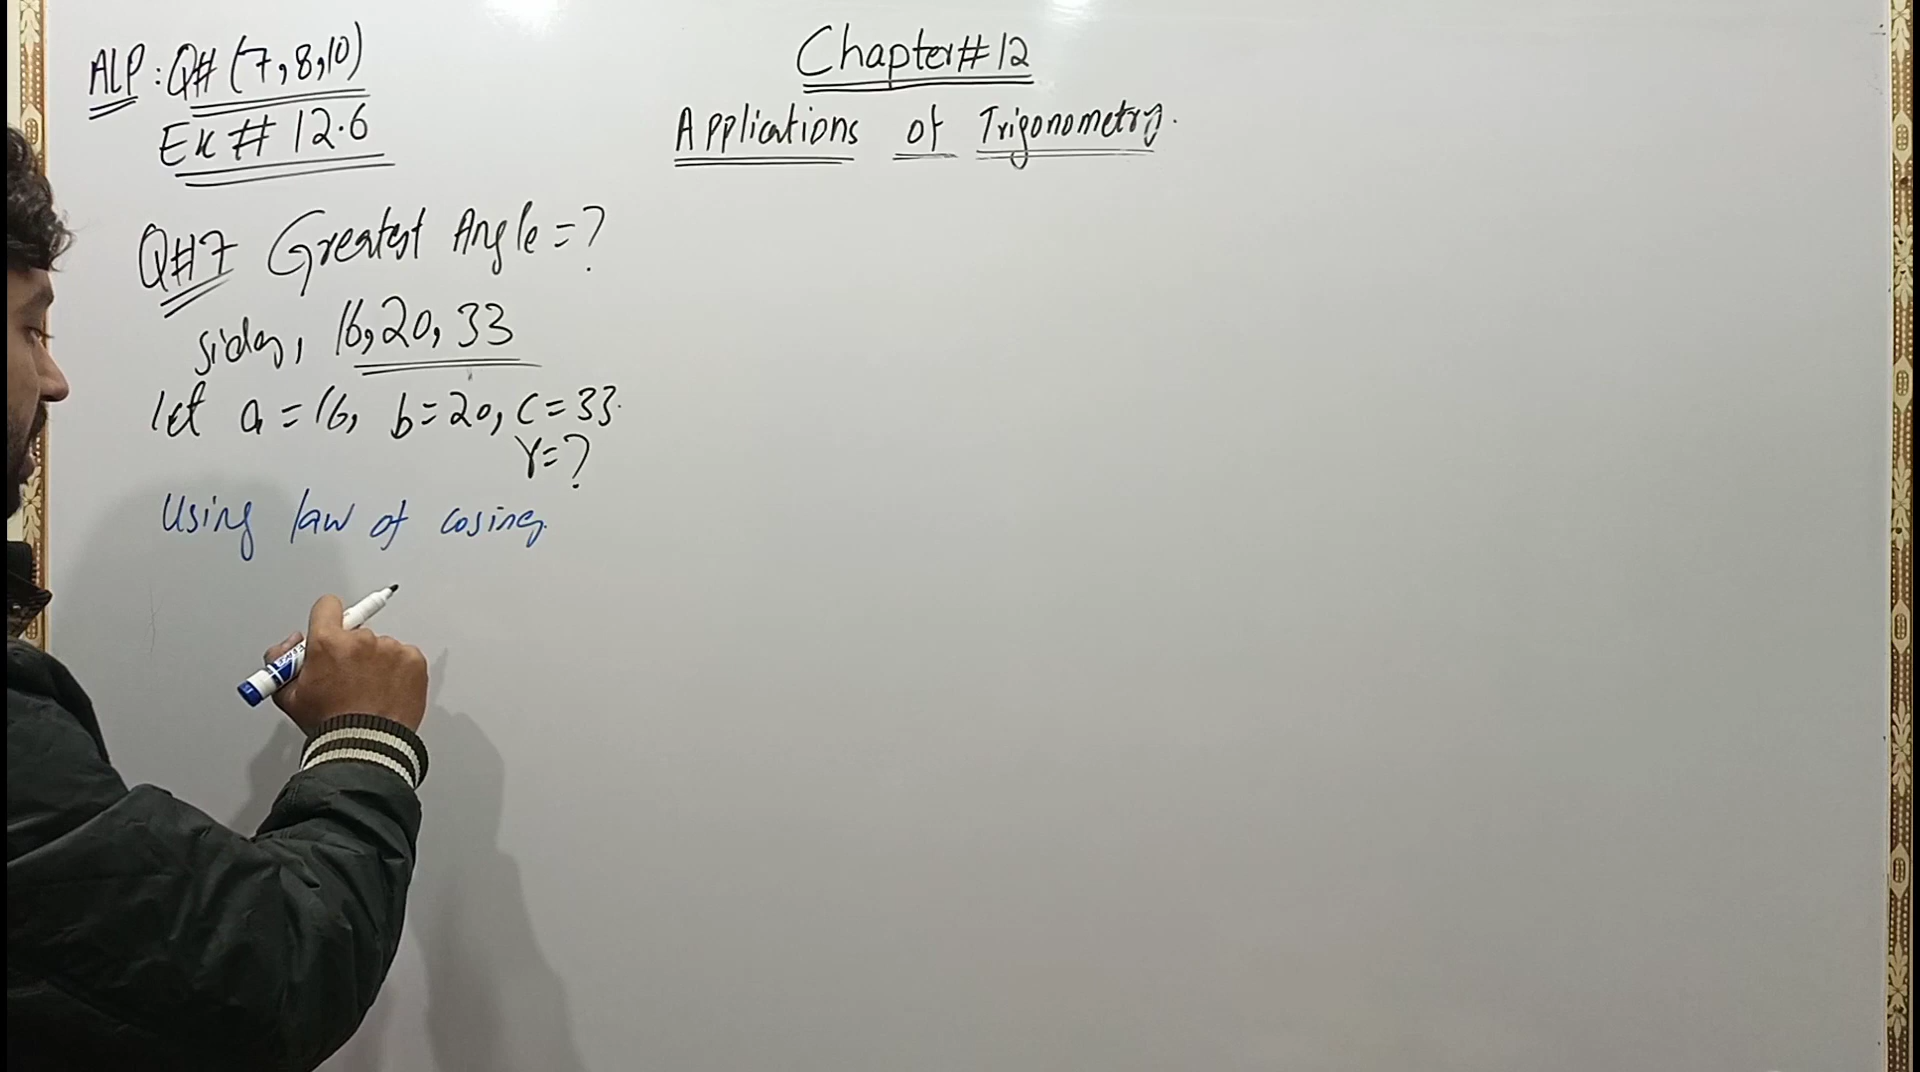 ALP: Q# (7,8,10)
Ex # 12.6
Chapter # 12
Applications of Trigonometry.
Q#7 Greatest Angle = ?
sides, 16, 20, 33
let a = 16, b = 20, c = 33.
γ = ?
Using law of cosines.